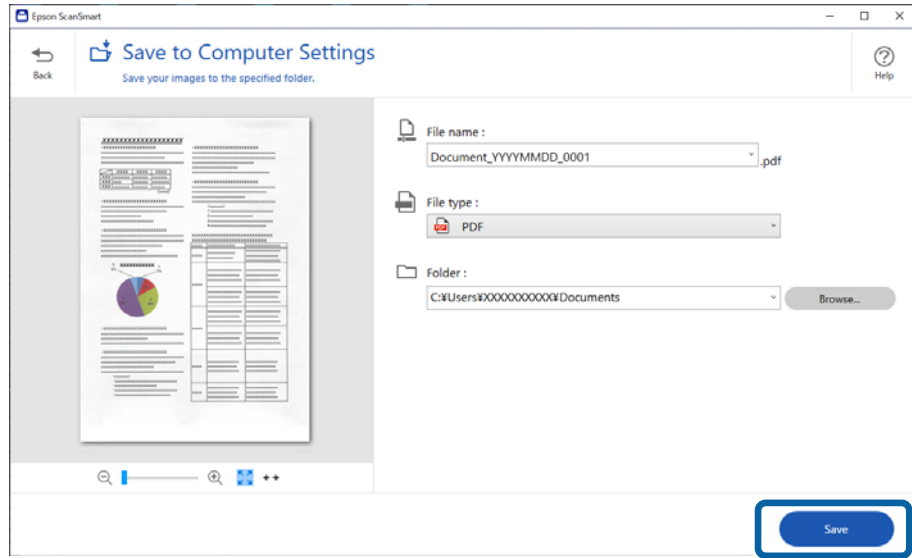 Epson ScanSmart
Back
Save to Computer Settings
Save your images to the specified folder.
Help
File name :
Document_YYYYMMDD_0001
.pdf
File type :
PDF
PDF
Folder :
C:¥Users¥XXXXXXXXXX¥Documents
Browse...
Save